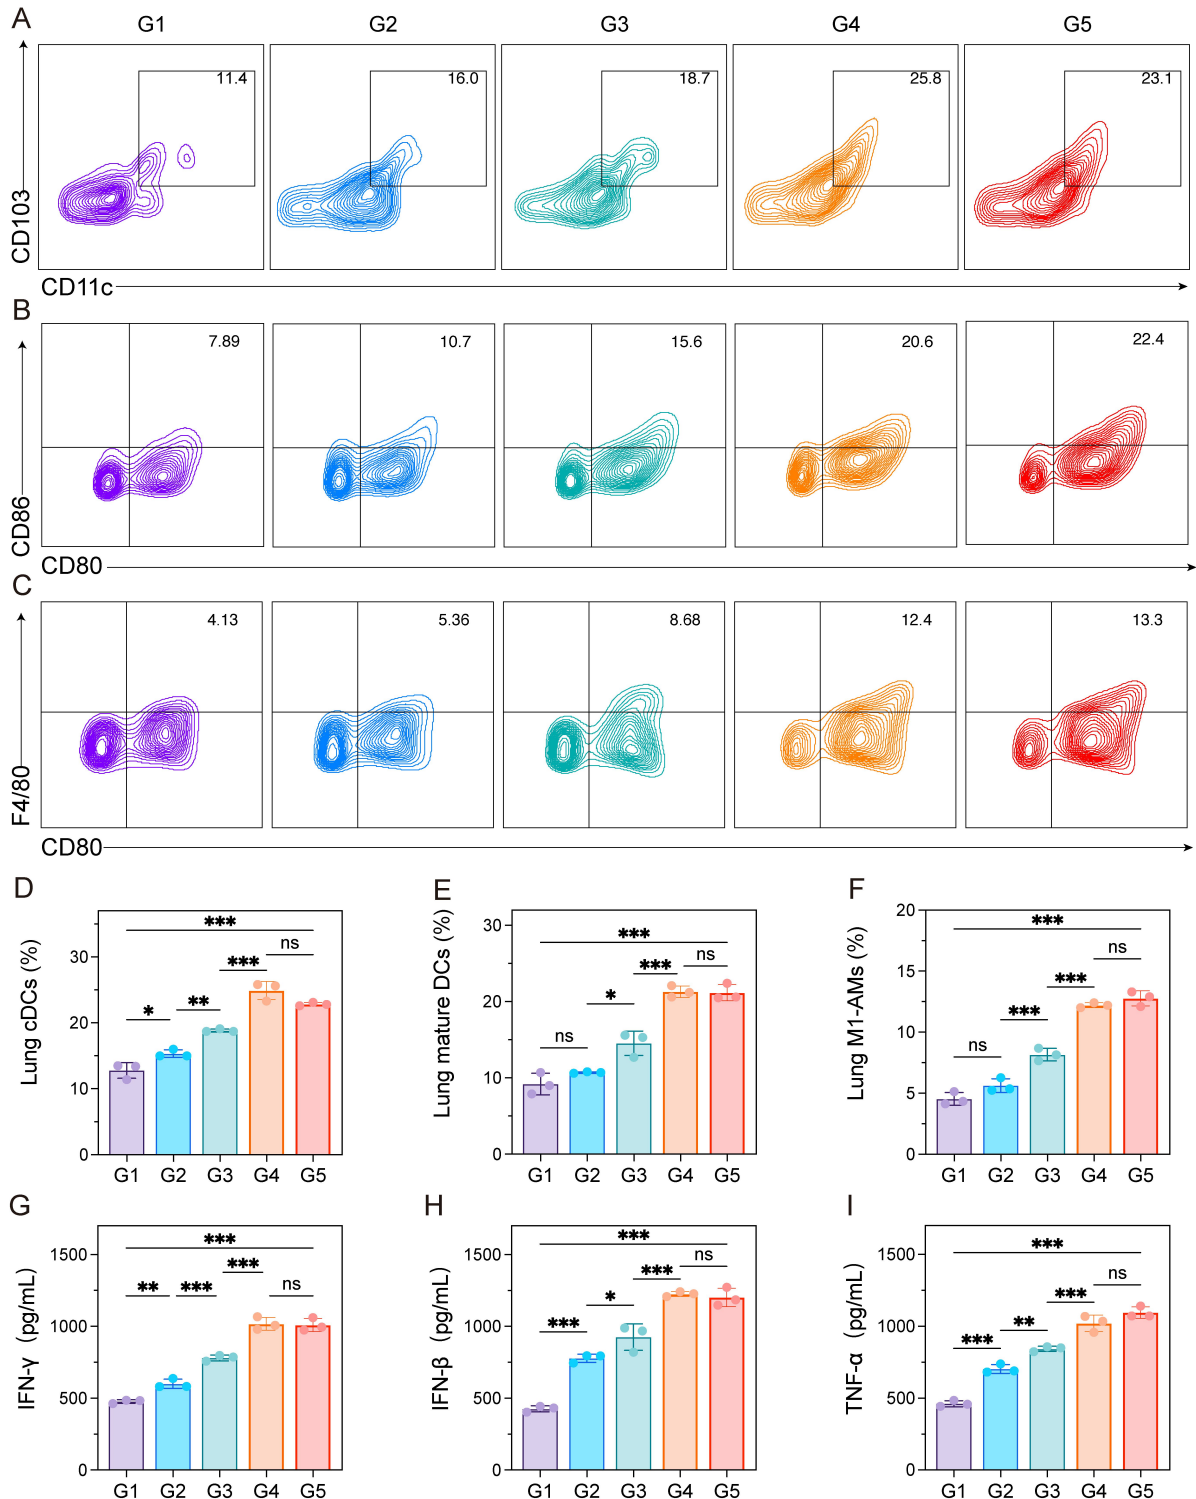 A
G1 G2 G3 G4 G5
11.4 16.0 18.7 25.8 23.1
CD103
CD11c
B
7.89 10.7 15.6 20.6 22.4
CD86
CD80
C
4.13 5.36 8.68 12.4 13.3
F4/80
CD80
D
Lung cDCs (%)
30
20
10
0
***
ns
***
**
*
G1 G2 G3 G4 G5
E
Lung mature DCs (%)
30
20
10
0
***
ns
***
*
ns
G1 G2 G3 G4 G5
F
Lung M1-AMs (%)
20
15
10
5
0
***
ns
***
***
ns
G1 G2 G3 G4 G5
G
IFN-γ (pg/mL)
1500
1000
500
0
***
***
** *** ns
G1 G2 G3 G4 G5
H
IFN-β (pg/mL)
1500
1000
500
0
***
ns
***
*
***
G1 G2 G3 G4 G5
I
TNF-α (pg/mL)
1500
1000
500
0
***
ns
***
**
***
G1 G2 G3 G4 G5